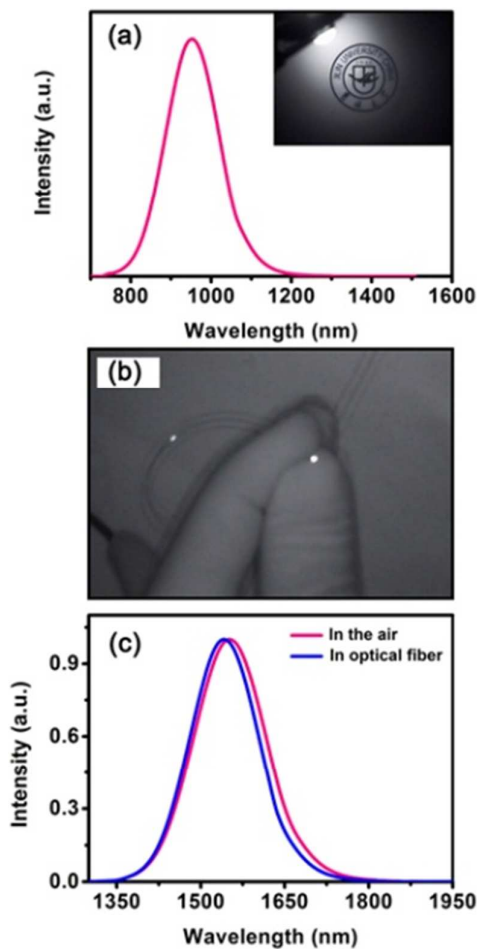 (a)
Intensity (a.u.)
800 1000 1200 1400 1600
Wavelength (nm)
(b)
(c)
In the air
In optical fiber
Intensity (a.u.)
0.9
0.6
0.3
0.0
1350 1500 1650 1800 1950
Wavelength (nm)